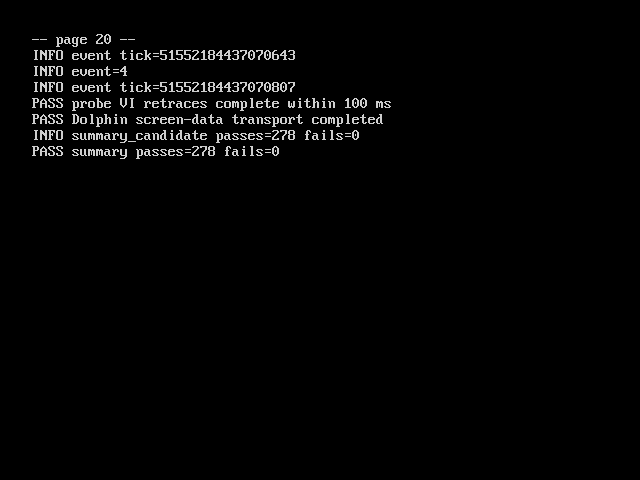 -- page 20 --
INFO event tick=51552184437070643
INFO event=4
INFO event tick=51552184437070807
PASS probe VI retraces complete within 100 ms
PASS Dolphin screen-data transport completed
INFO summary_candidate passes=278 fails=0
PASS summary passes=278 fails=0